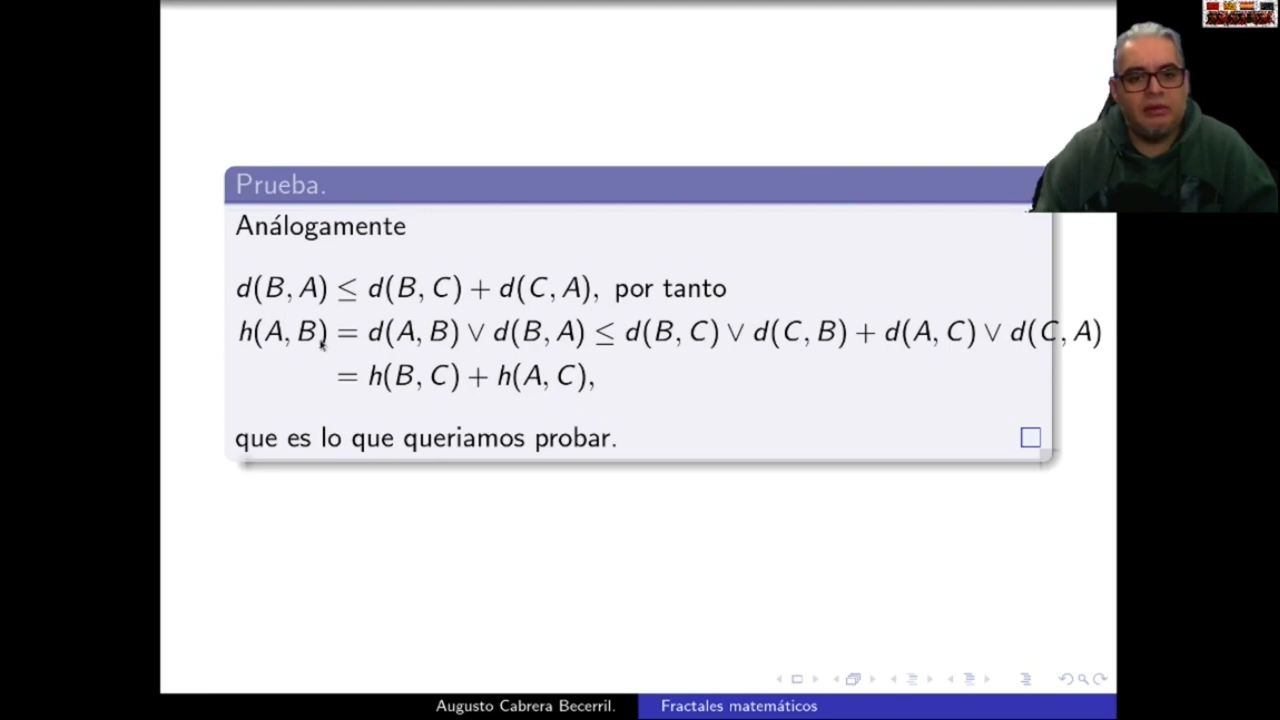 Prueba.
Análogamente
d(B, A) ≤ d(B, C) + d(C, A), por tanto
h(A, B) = d(A, B) ∨ d(B, A) ≤ d(B, C) ∨ d(C, B) + d(A, C) ∨ d(C, A)
= h(B, C) + h(A, C),
que es lo que queriamos probar.
Augusto Cabrera Becerril. Fractales matemáticos